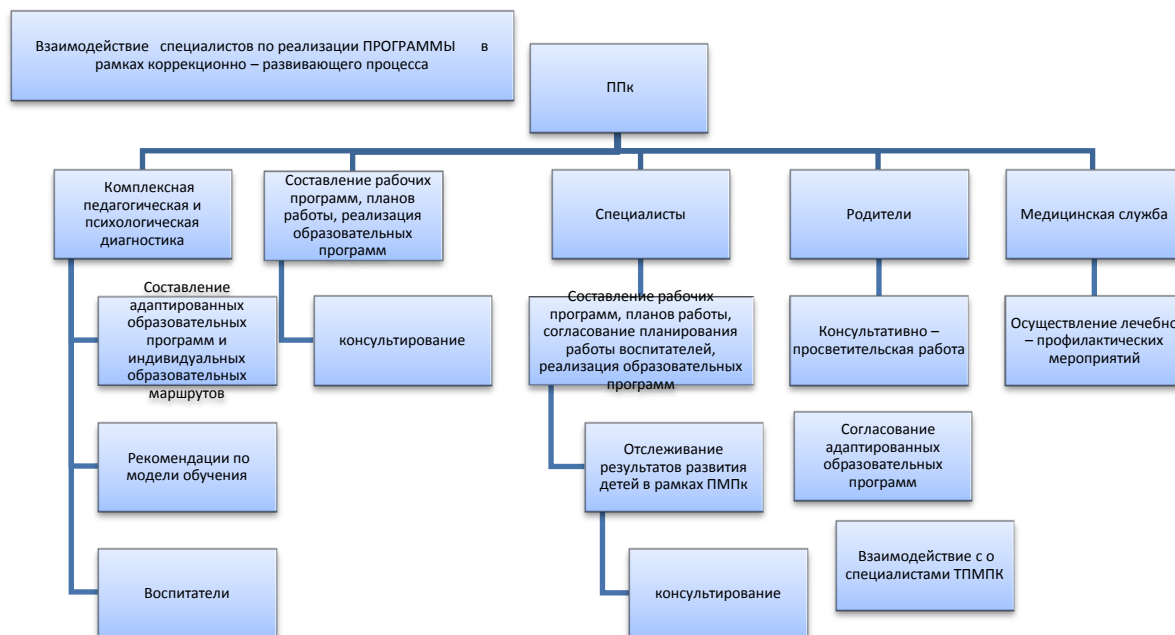 Взаимодействие специалистов по реализации ПРОГРАММЫ в
рамках коррекционно – развивающего процесса
ППк
Комплексная
педагогическая и
психологическая
диагностика
Составление
адаптированных
образовательных
программ и
индивидуальных
образовательных
маршрутов
Рекомендации по
модели обучения
Воспитатели
Составление рабочих
программ, планов
работы, реализация
образовательных
программ
консультирование
Специалисты
Составление рабочих
программ, планов работы,
согласование планирования
работы воспитателей,
реализация образовательных
программ
Отслеживание
результатов развития
детей в рамках ПМПк
консультирование
Родители
Консультативно –
просветительская работа
Согласование
адаптированных
образовательных
программ
Взаимодействие с о
специалистами ТПМПК
Медицинская служба
Осуществление лечебно
– профилактических
мероприятий